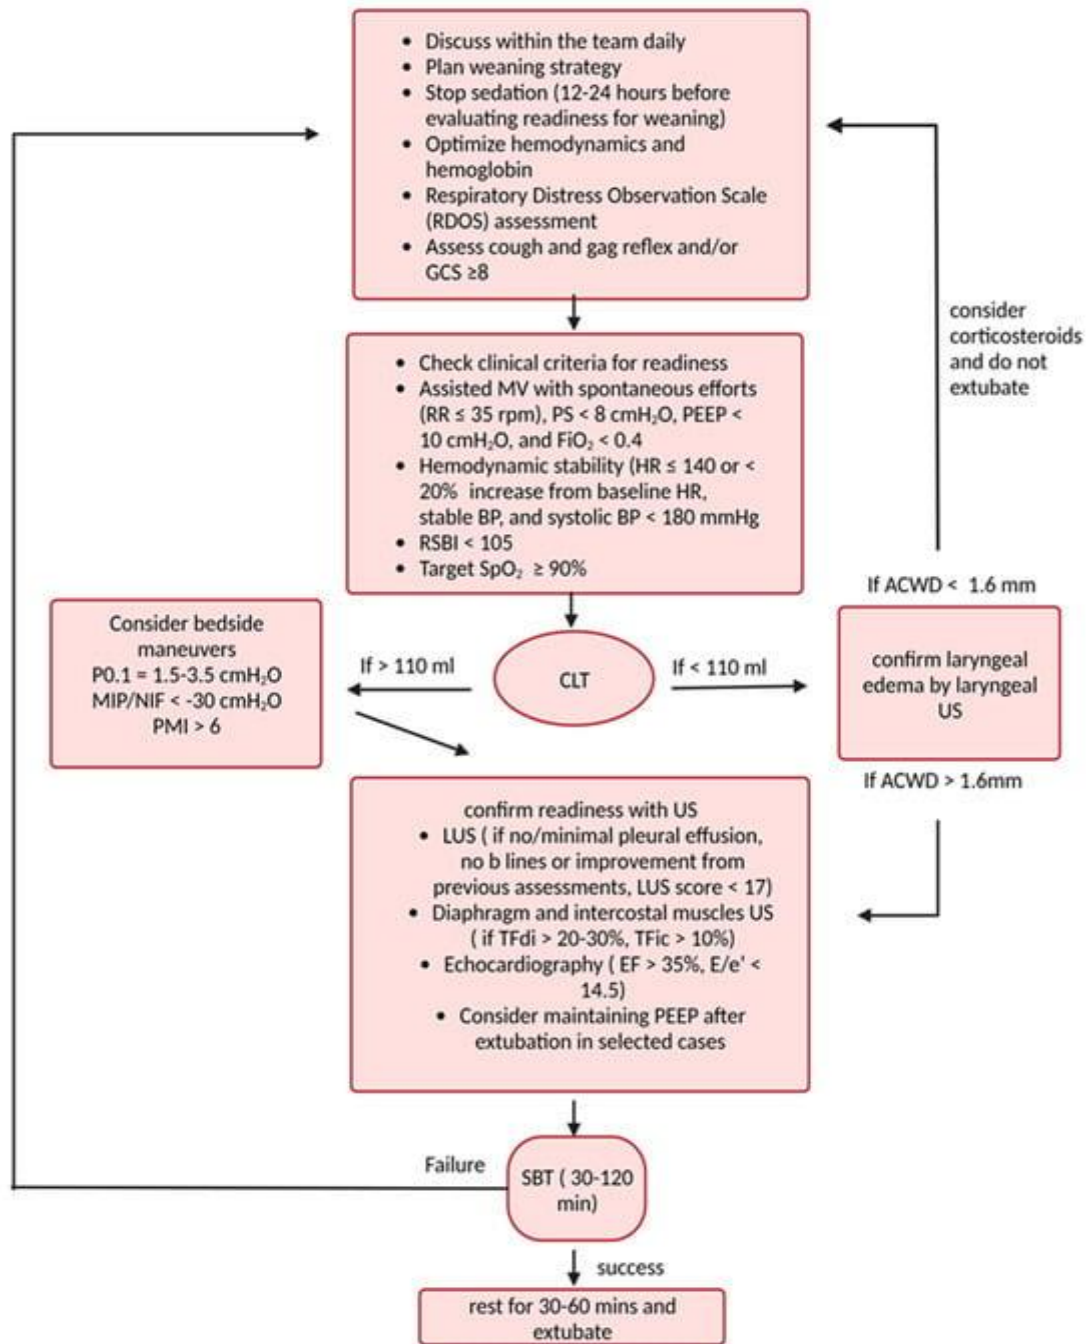 • Discuss within the team daily
• Plan weaning strategy
• Stop sedation (12-24 hours before
evaluating readiness for weaning)
• Optimize hemodynamics and
hemoglobin
• Respiratory Distress Observation Scale
(RDOS) assessment
• Assess cough and gag reflex and/or
GCS ≥8
consider
corticosteroids
and do not
extubate
• Check clinical criteria for readiness
• Assisted MV with spontaneous efforts
(RR ≤ 35 rpm), PS < 8 cmH₂O, PEEP <
10 cmH₂O, and FiO₂ < 0.4
• Hemodynamic stability (HR ≤ 140 or <
20% increase from baseline HR,
stable BP, and systolic BP < 180 mmHg
• RSBI < 105
• Target SpO₂ ≥ 90%
If ACWD < 1.6 mm
Consider bedside
maneuvers
P0.1 = 1.5-3.5 cmH₂O
MIP/NIF < -30 cmH₂O
PMI > 6
If > 110 ml
CLT
If < 110 ml
confirm laryngeal
edema by laryngeal
US
If ACWD > 1.6mm
confirm readiness with US
• LUS ( if no/minimal pleural effusion,
no b lines or improvement from
previous assessments, LUS score < 17)
• Diaphragm and intercostal muscles US
( if TFdi > 20-30%, TFic > 10%)
• Echocardiography ( EF > 35%, E/e' <
14.5)
• Consider maintaining PEEP after
extubation in selected cases
Failure
SBT ( 30-120
min)
success
rest for 30-60 mins and
extubate